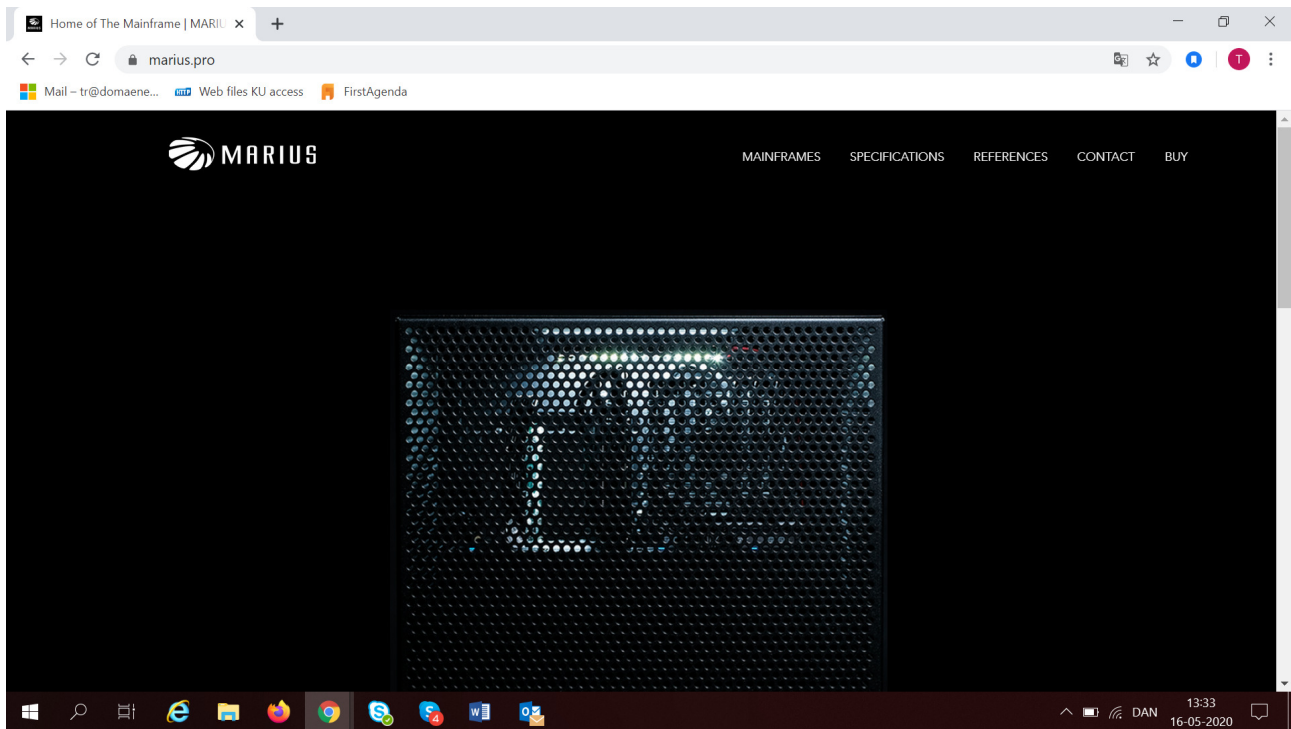 Home of The Mainframe | MARIU
marius.pro
T
Mail – tr@domaene... Web files KU access FirstAgenda
MARIUS
MAINFRAMES SPECIFICATIONS REFERENCES CONTACT BUY
4
DAN
13:33
16-05-2020